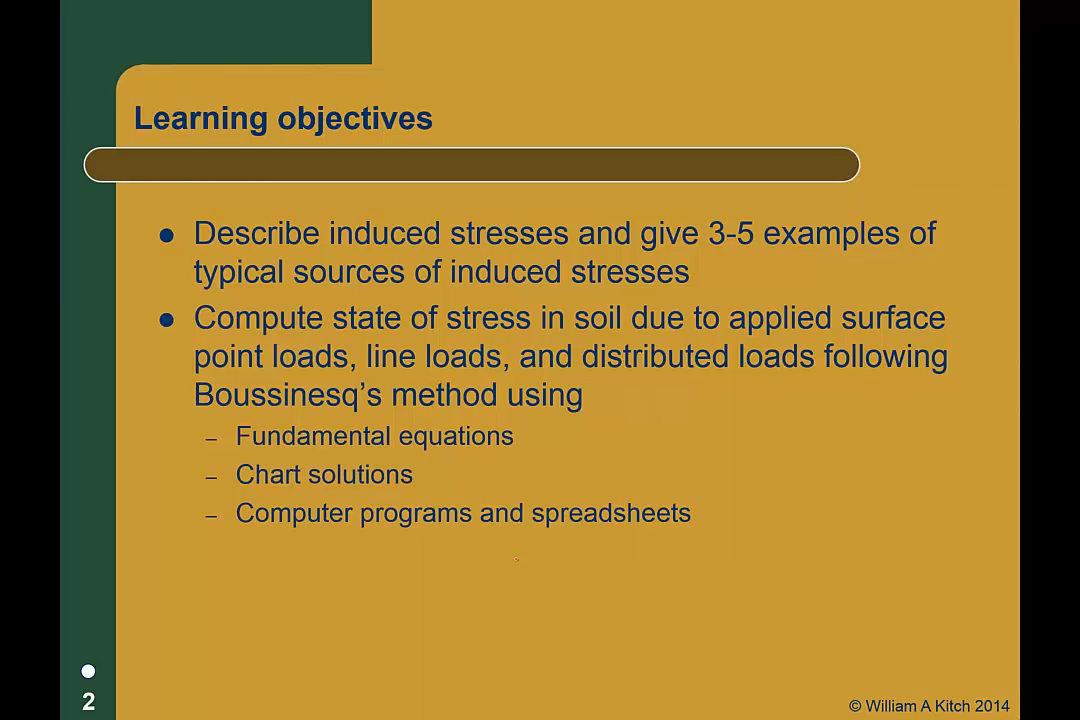 Learning objectives
● Describe induced stresses and give 3-5 examples of
typical sources of induced stresses
● Compute state of stress in soil due to applied surface
point loads, line loads, and distributed loads following
Boussinesq's method using
– Fundamental equations
– Chart solutions
– Computer programs and spreadsheets
2
© William A Kitch 2014